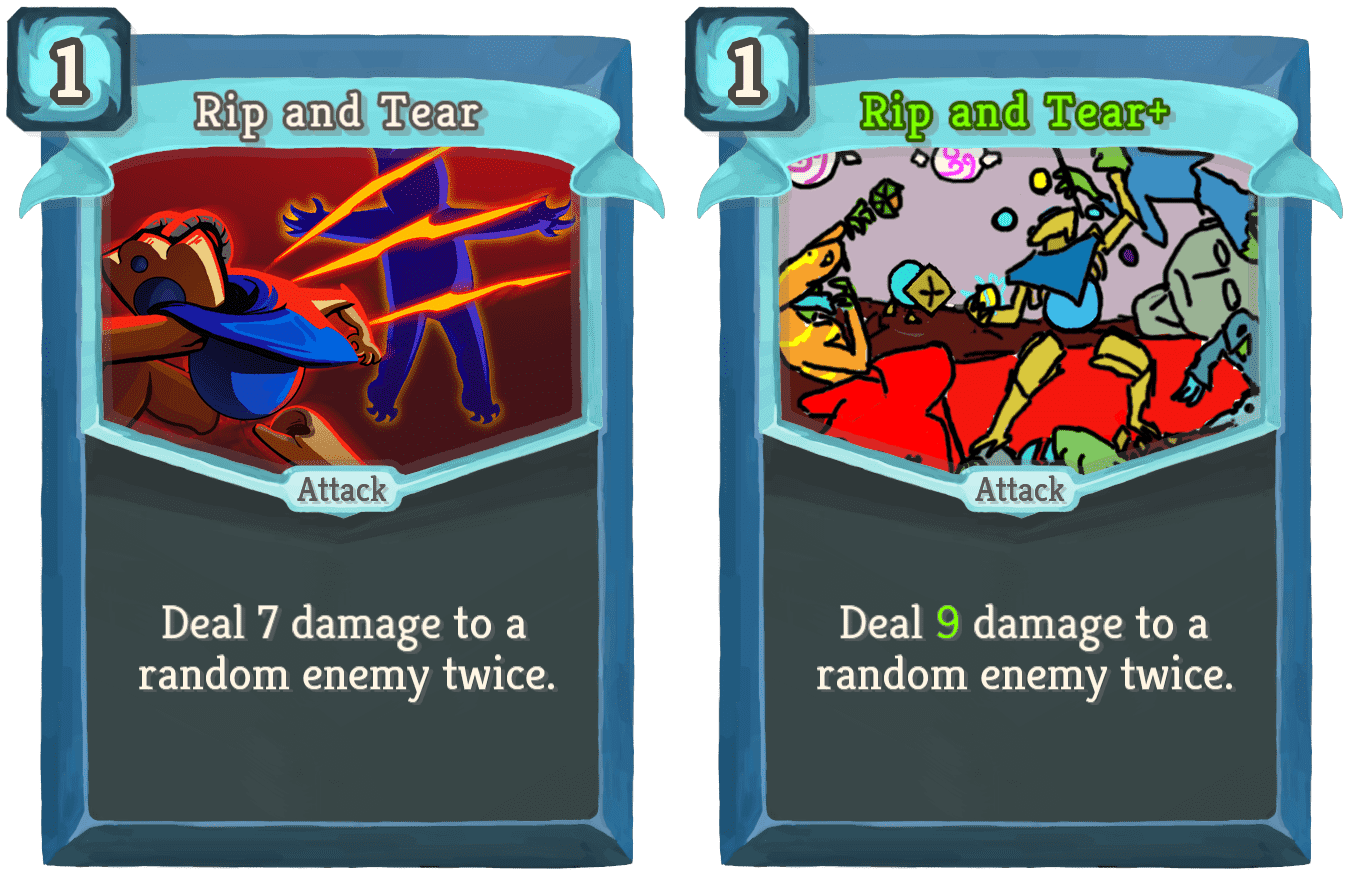 1
Rip and Tear
Attack
Deal 7 damage to a
random enemy twice.
1
Rip and Tear+
Attack
Deal 9 damage to a
random enemy twice.